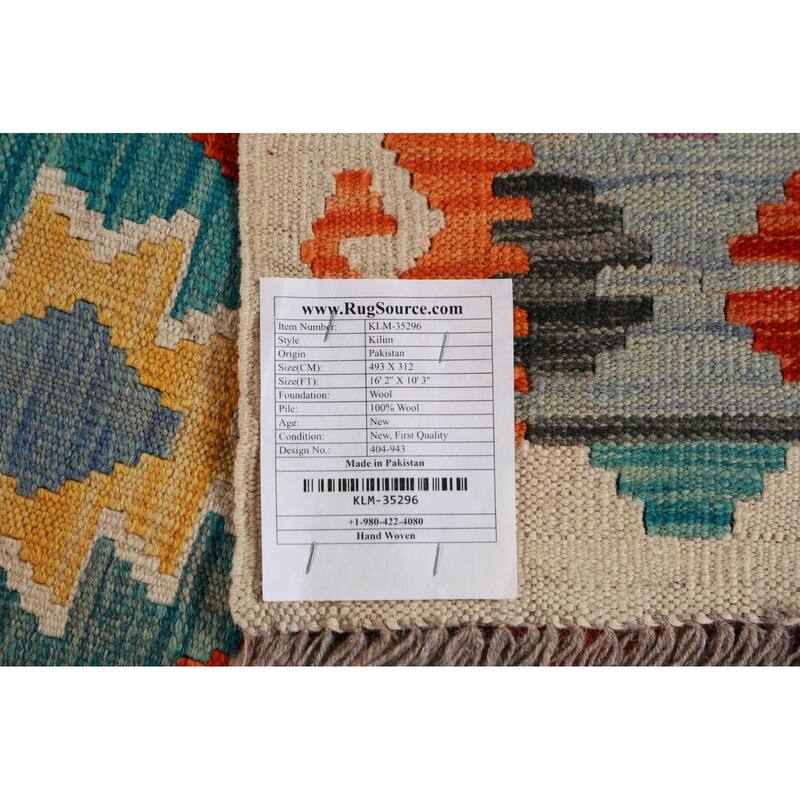 www.RugSource.com
Item Number: KLM-35296
Style Kilim
Origin Pakistan
Size(CM): 493 X 312
Size(FT): 16' 2" X 10' 3"
Foundation: Wool
Pile: 100% Wool
Age: New
Condition: New, First Quality
Design No.: 404-943
Made in Pakistan
KLM-35296
+1-980-422-4080
Hand Woven